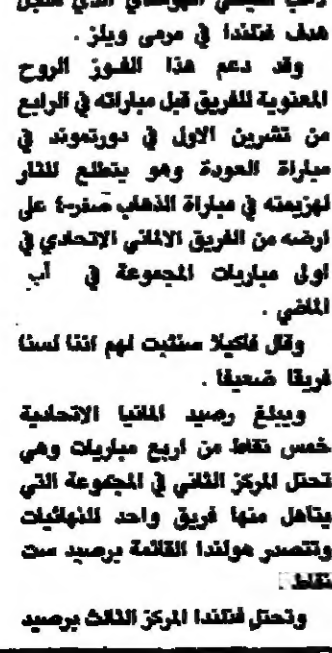 هدف فنلندا في مرمى ويلز .
وقد دعم هذا الفوز الروح
المعنوية للفريق قبل مباراته في الرابع
من تشرين الاول في دورتموند في
مباراة العودة وهو يتطلع للثار
لهزيمته في مباراة الذهاب صفر-٤ على
ارضه من الفريق الالماني الاتحادي في
اولى مباريات المجموعة في آب
الماضي .
وقال فاكيلا سنثبت لهم اننا لسنا
فريقا ضعيفا .
ويبلغ رصيد المانيا الاتحادية
خمس نقاط من اربع مباريات وهي
تحتل المركز الثاني في المجموعة التي
يتاهل منها فريق واحد للنهائيات
وتتصدر هولندا القائمة برصيد ست
نقاط
وتحتل فنلندا المركز الثالث برصيد